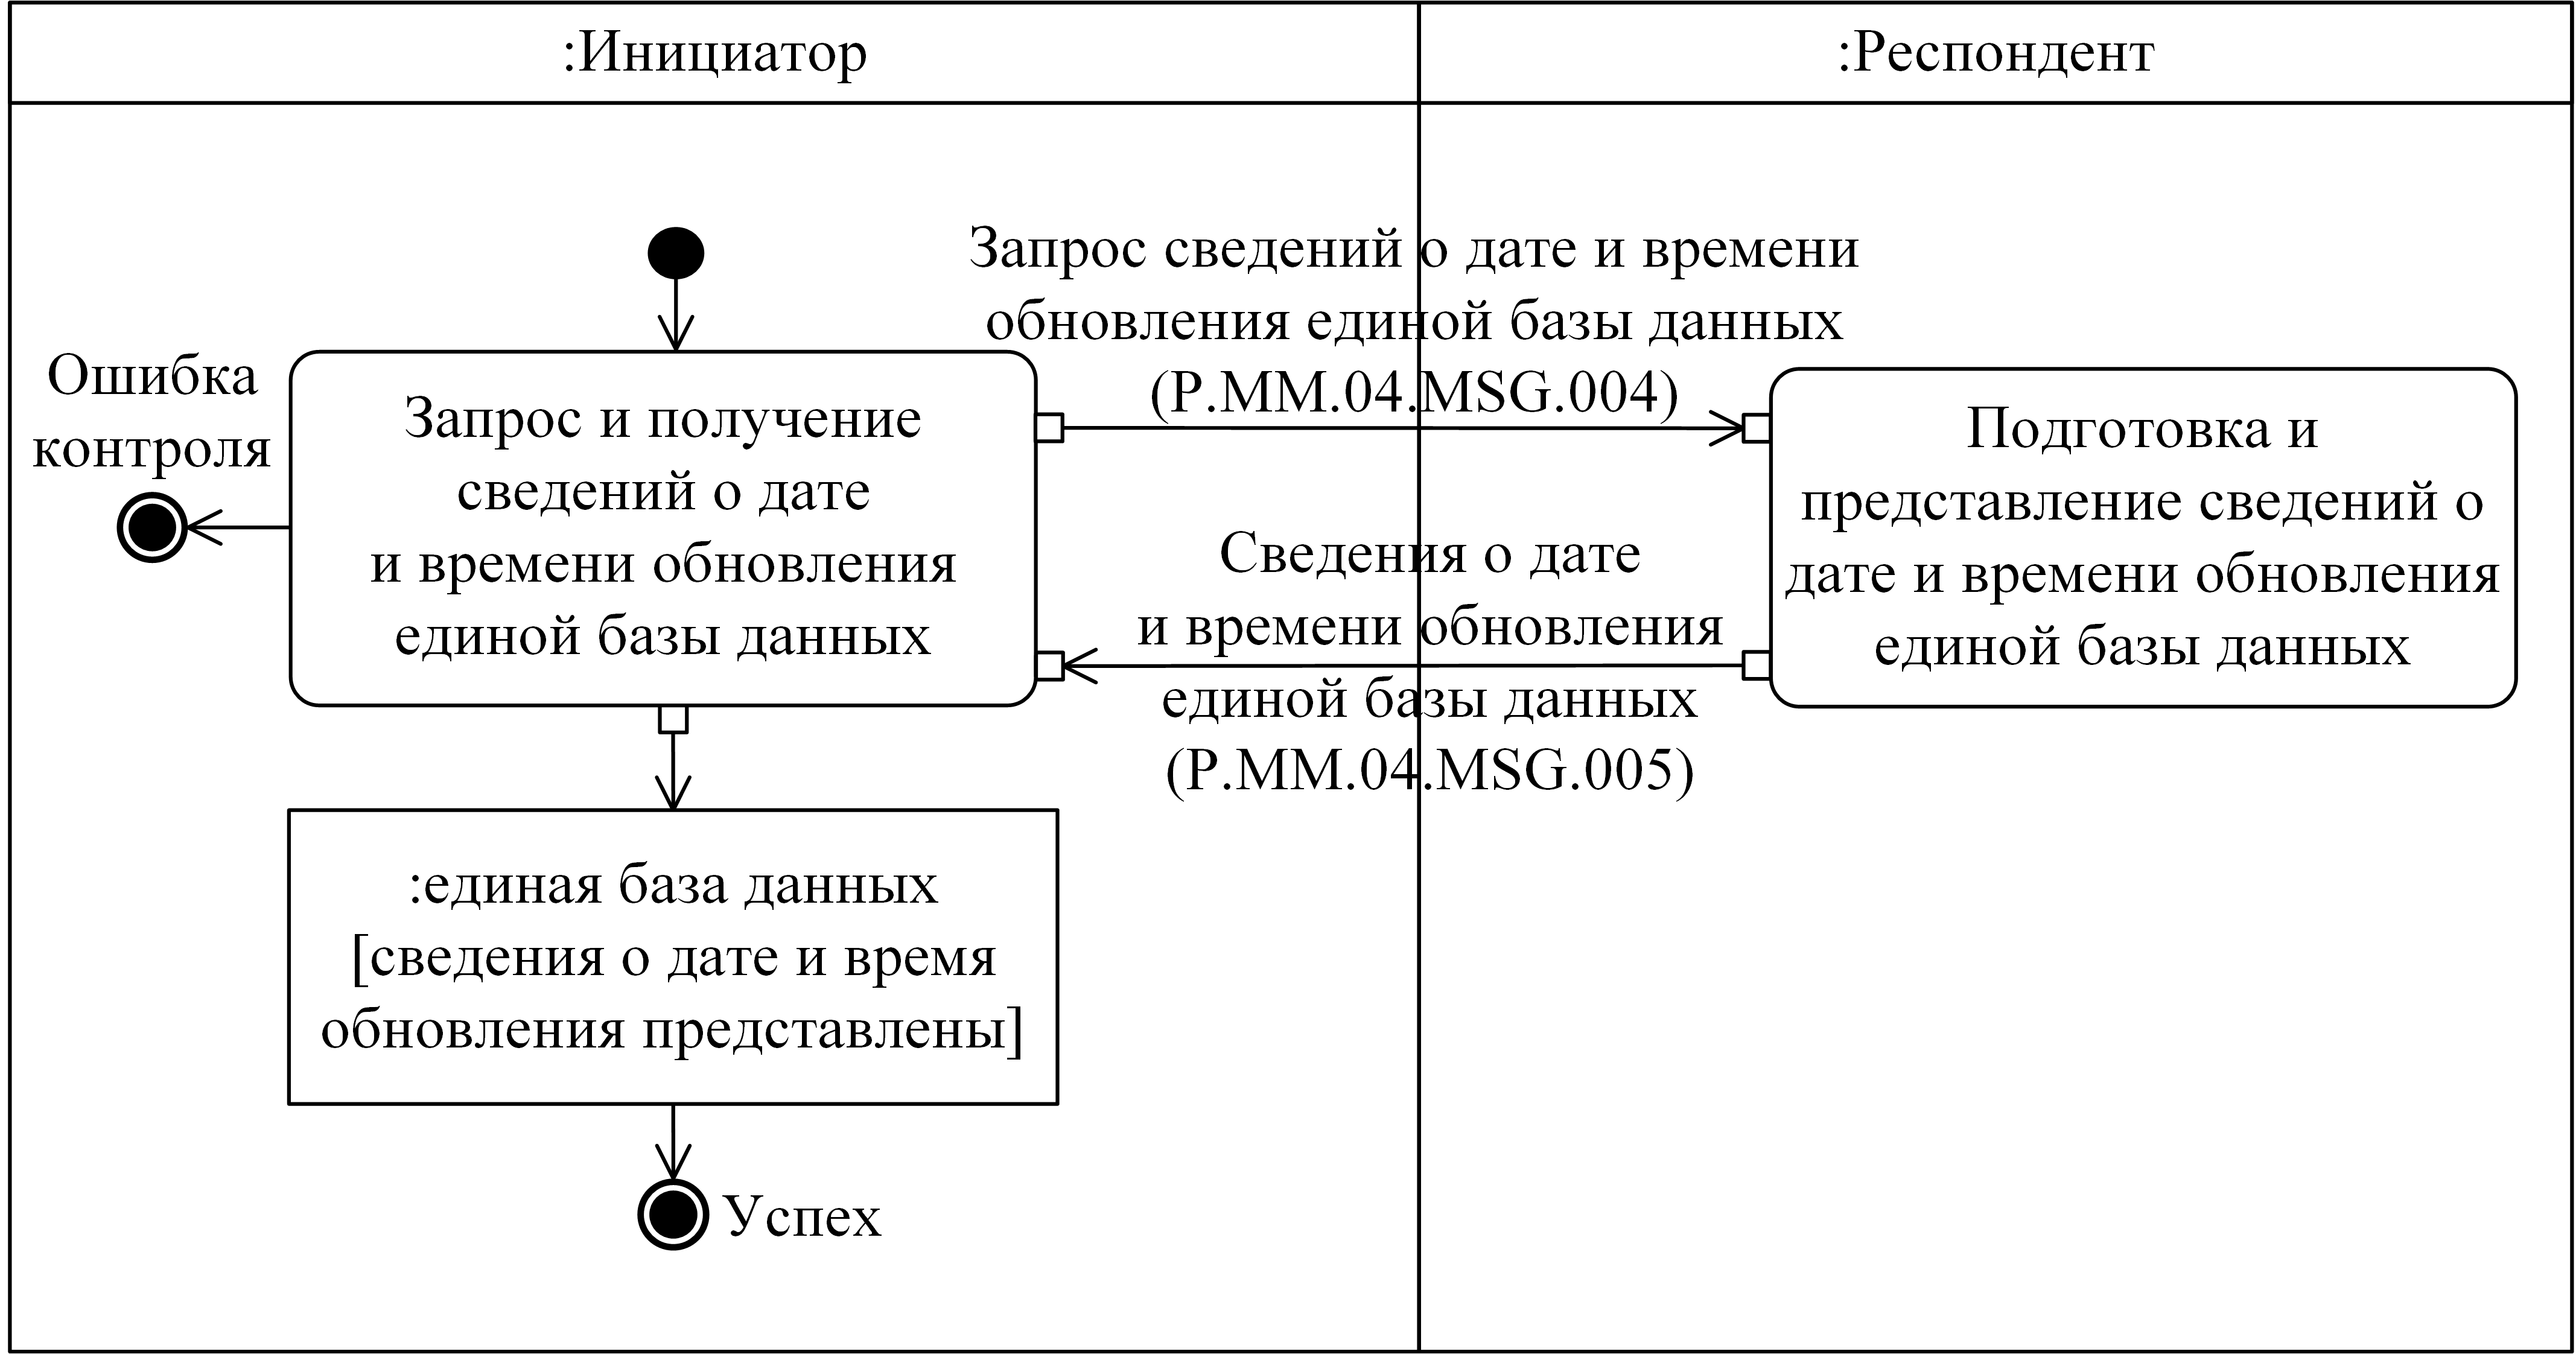 :Инициатор
:Респондент
Запрос сведений о дате и времени
обновления единой базы данных
(P.MM.04.MSG.004)
Ошибка
контроля
Запрос и получение
сведений о дате
и времени обновления
единой базы данных
Подготовка и
представление сведений о
дате и времени обновления
единой базы данных
Сведения о дате
и времени обновления
единой базы данных
(P.MM.04.MSG.005)
:единая база данных
[сведения о дате и время
обновления представлены]
Успех